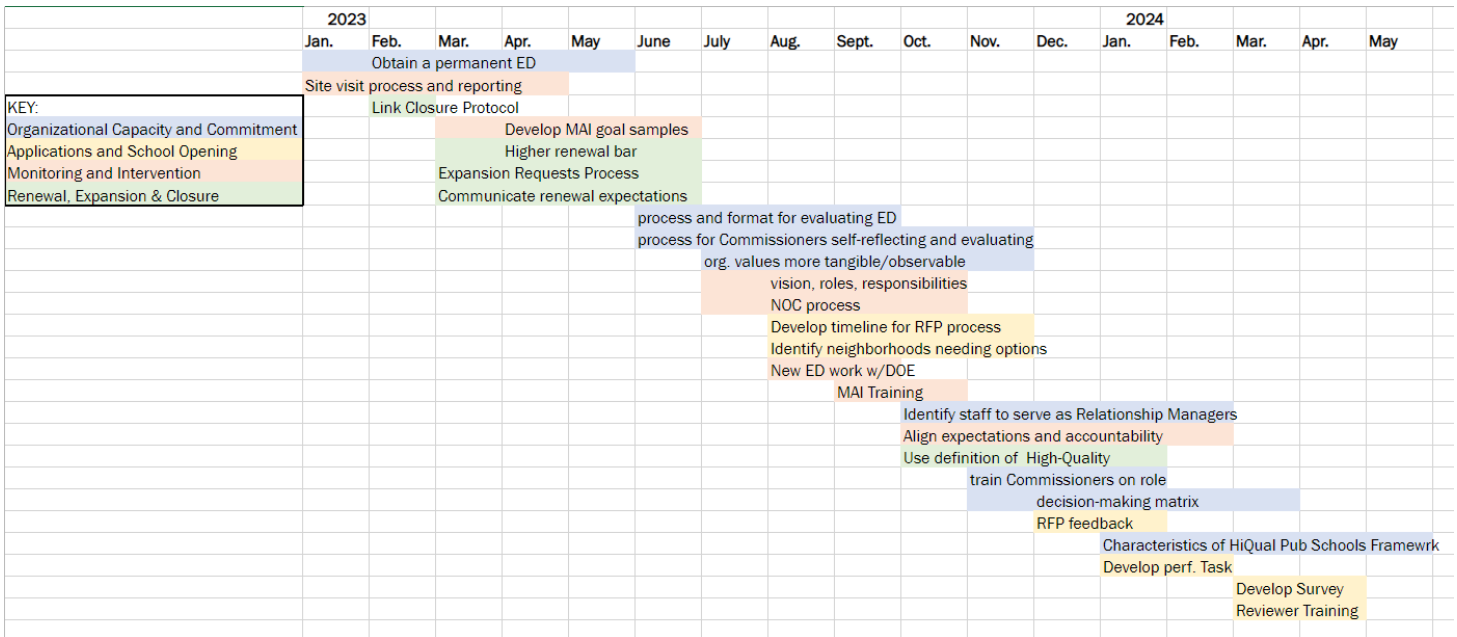 2023 2024
Jan. Feb. Mar. Apr. May June July Aug. Sept. Oct. Nov. Dec. Jan. Feb. Mar. Apr. May
Obtain a permanent ED
Site visit process and reporting
KEY: Link Closure Protocol
Organizational Capacity and Commitment Develop MAI goal samples
Applications and School Opening Higher renewal bar
Monitoring and Intervention Expansion Requests Process
Renewal, Expansion & Closure Communicate renewal expectations
process and format for evaluating ED
process for Commissioners self-reflecting and evaluating
org. values more tangible/observable
vision, roles, responsibilities
NOC process
Develop timeline for RFP process
Identify neighborhoods needing options
New ED work w/DOE
MAI Training
Identify staff to serve as Relationship Managers
Align expectations and accountability
Use definition of High-Quality
train Commissioners on role
decision-making matrix
RFP feedback
Characteristics of HiQual Pub Schools Framewrk
Develop perf. Task
Develop Survey
Reviewer Training